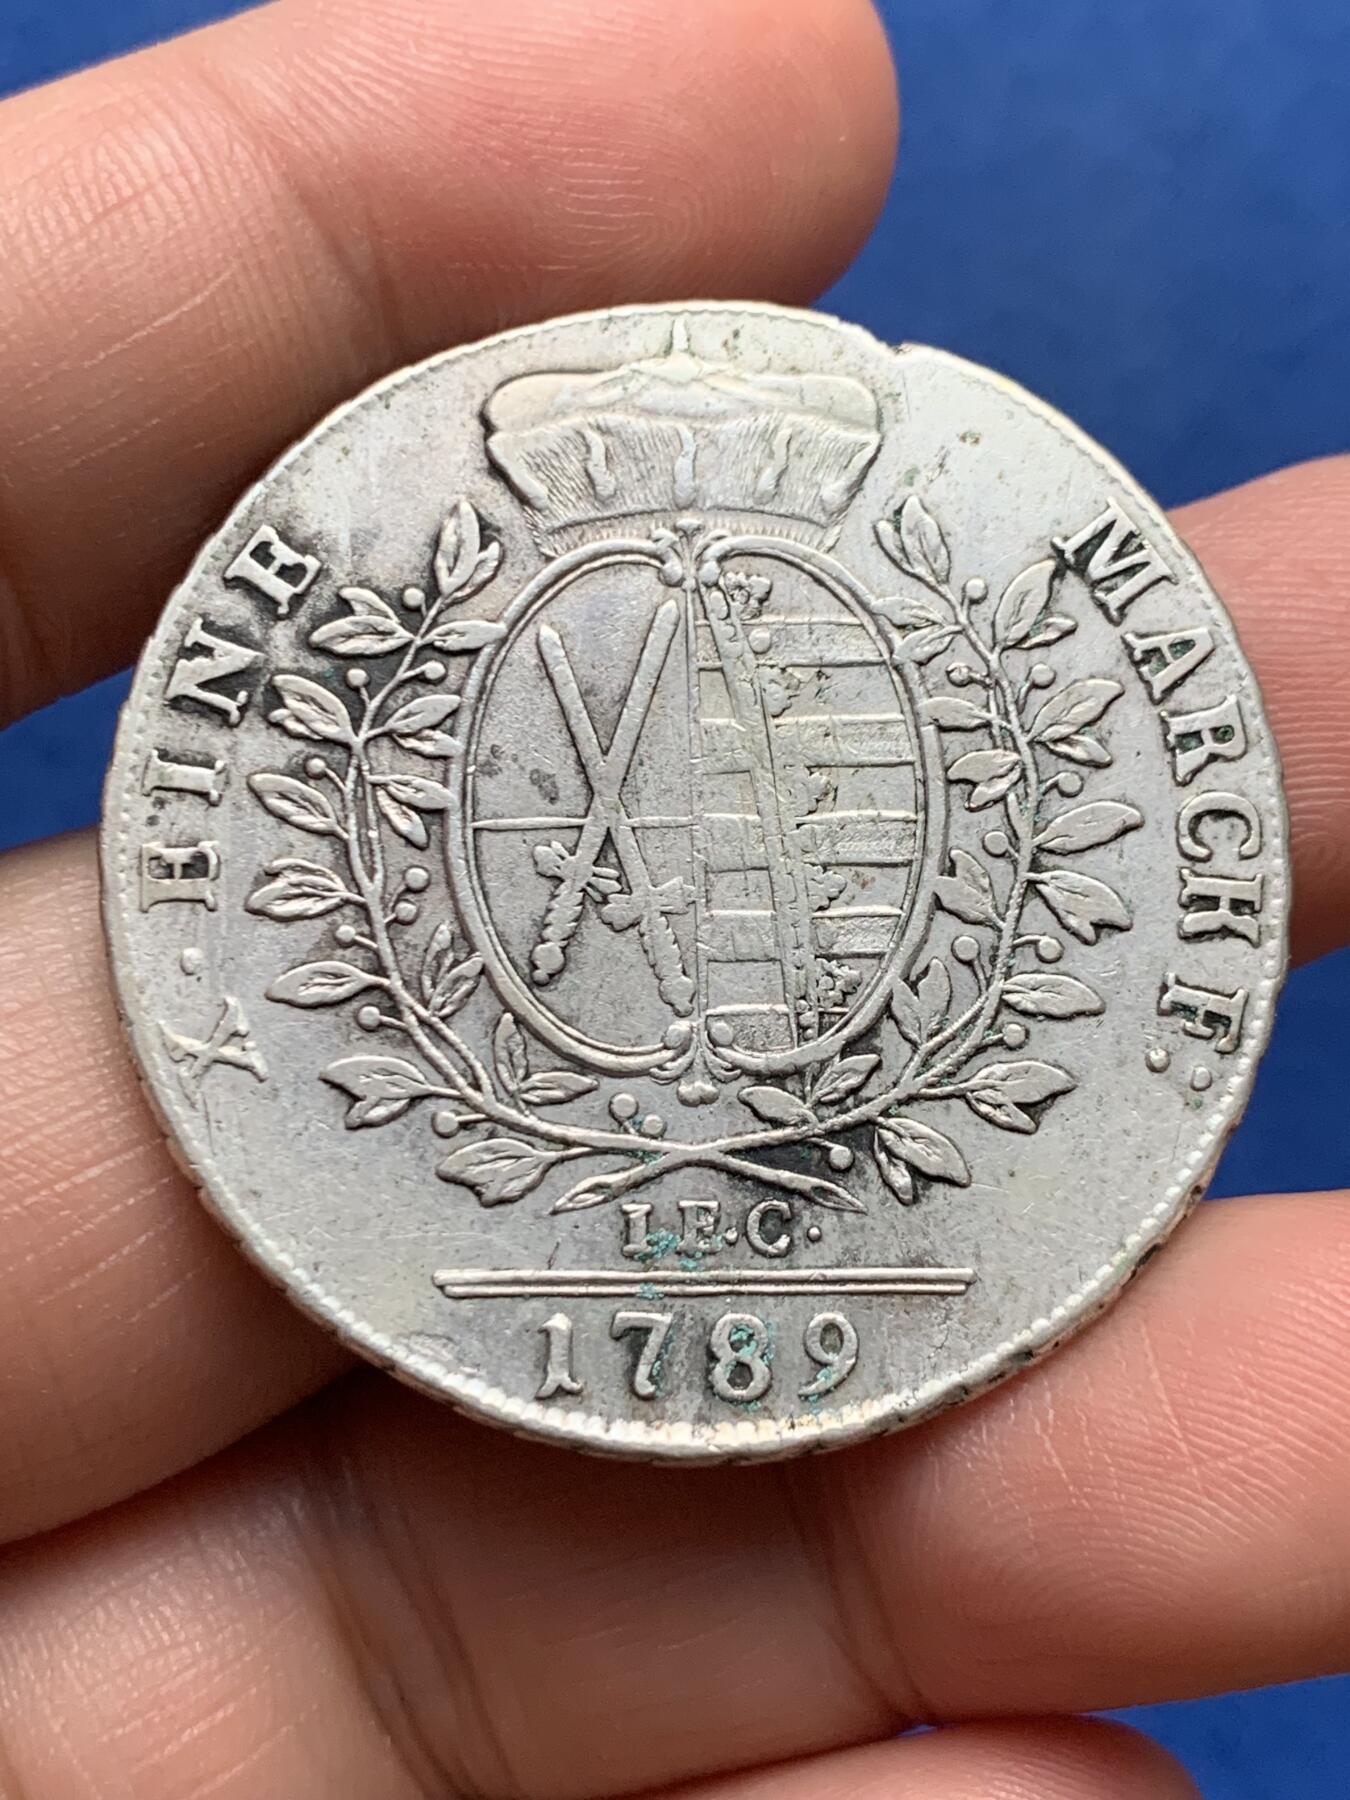 X · EINE MARCK F.:
I.E.C.
1789